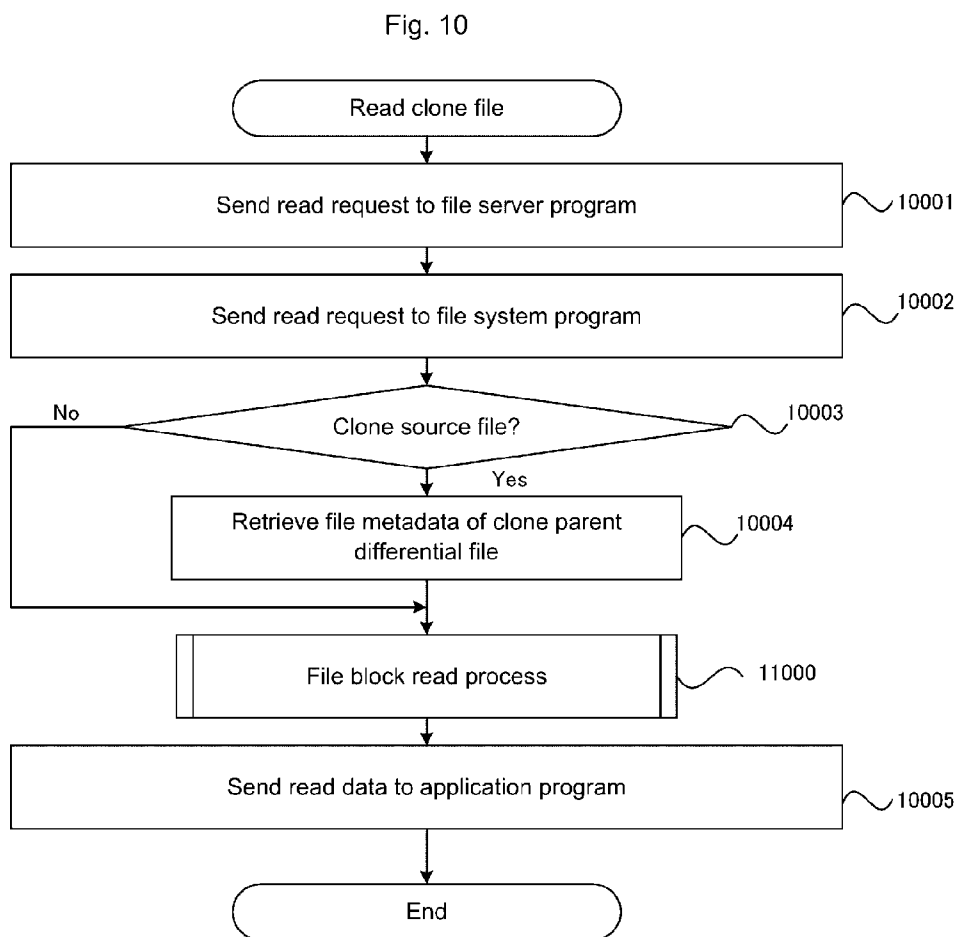 Fig. 10
Read clone file
Send read request to file server program
10001
Send read request to file system program
10002
No
Clone source file?
10003
Yes
Retrieve file metadata of clone parent
differential file
10004
File block read process
11000
Send read data to application program
10005
End